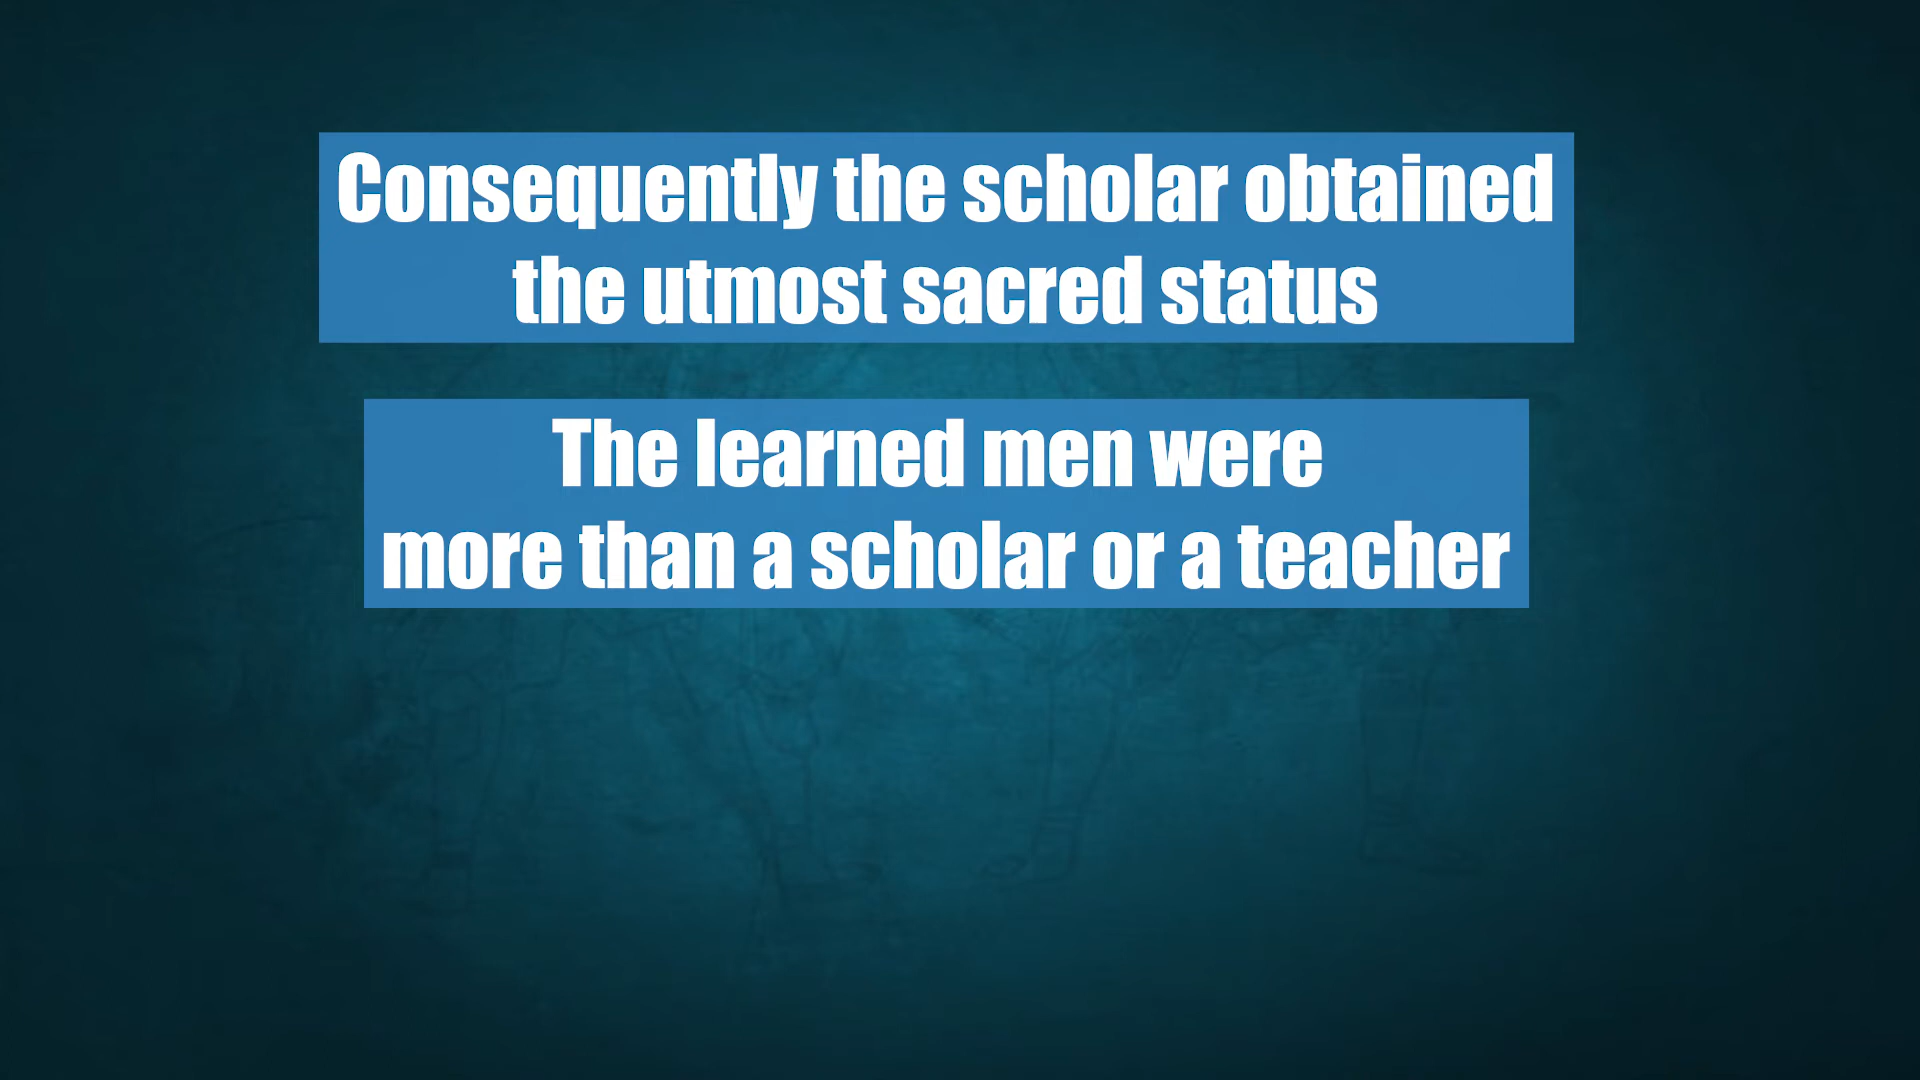 Consequently the scholar obtained
the utmost sacred status
The learned men were
more than a scholar or a teacher